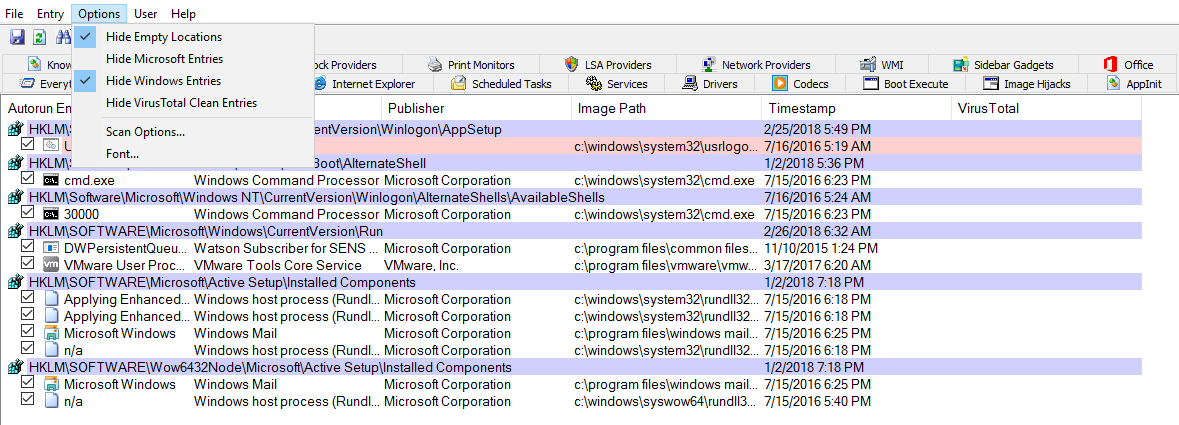 File Entry Options User Help
Hide Empty Locations
Hide Microsoft Entries
Hide Windows Entries
Hide VirusTotal Clean Entries
Scan Options...
Font...
Know ock Providers Print Monitors LSA Providers Network Providers WMI Sidebar Gadgets Office
Everyt Internet Explorer Scheduled Tasks Services Drivers Codecs Boot Execute Image Hijacks AppInit
Autorun En Publisher Image Path Timestamp VirusTotal
HKLM\S CurrentVersion\Winlogon\AppSetup 2/25/2018 5:49 PM
U c:\windows\system32\usrlogo... 7/16/2016 5:19 AM
HKLM\S Boot\AlternateShell 1/2/2018 5:36 PM
cmd.exe Windows Command Processor Microsoft Corporation c:\windows\system32\cmd.exe 7/15/2016 6:23 PM
HKLM\Software\Microsoft\Windows NT\CurrentVersion\Winlogon\AlternateShells\AvailableShells 7/16/2016 5:24 AM
30000 Windows Command Processor Microsoft Corporation c:\windows\system32\cmd.exe 7/15/2016 6:23 PM
HKLM\SOFTWARE\Microsoft\Windows\CurrentVersion\Run 2/26/2018 6:32 AM
DWPersistentQueu... Watson Subscriber for SENS ... Microsoft Corporation c:\program files\common files... 11/10/2015 1:24 PM
VMware User Proc... VMware Tools Core Service VMware, Inc. c:\program files\vmware\vmw... 3/17/2017 6:20 AM
HKLM\SOFTWARE\Microsoft\Active Setup\Installed Components 1/2/2018 7:18 PM
Applying Enhanced... Windows host process (Rundl... Microsoft Corporation c:\windows\system32\rundll32... 7/15/2016 6:18 PM
Applying Enhanced... Windows host process (Rundl... Microsoft Corporation c:\windows\system32\rundll32... 7/15/2016 6:18 PM
Microsoft Windows Windows Mail Microsoft Corporation c:\program files\windows mail... 7/15/2016 6:25 PM
n/a Windows host process (Rundl... Microsoft Corporation c:\windows\system32\rundll32... 7/15/2016 6:18 PM
HKLM\SOFTWARE\Wow6432Node\Microsoft\Active Setup\Installed Components 1/2/2018 7:18 PM
Microsoft Windows Windows Mail Microsoft Corporation c:\program files\windows mail... 7/15/2016 6:25 PM
n/a Windows host process (Rundl... Microsoft Corporation c:\windows\syswow64\rundll3... 7/15/2016 5:40 PM